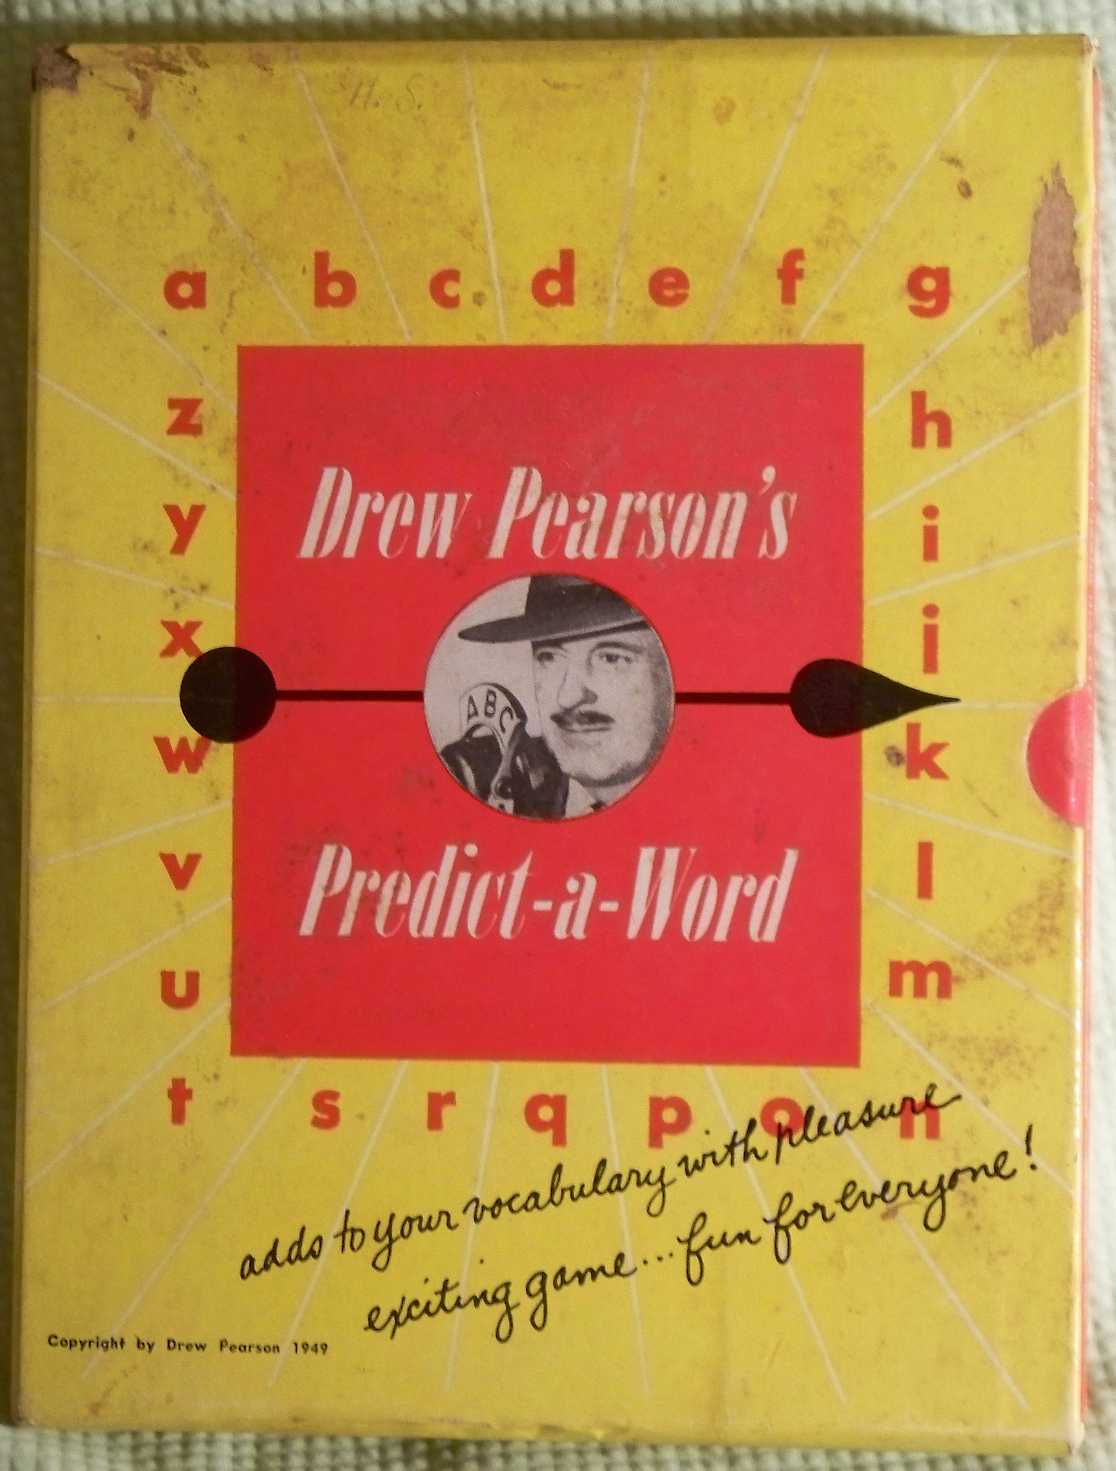 H. S.
a b c d e f g
z h
Drew Pearson's
y i
x j
ABC
w k
Predict-a-Word
v l
u m
t s r q p o n
adds to your vocabulary with pleasure
exciting game... fun for everyone!
Copyright by Drew Pearson 1949